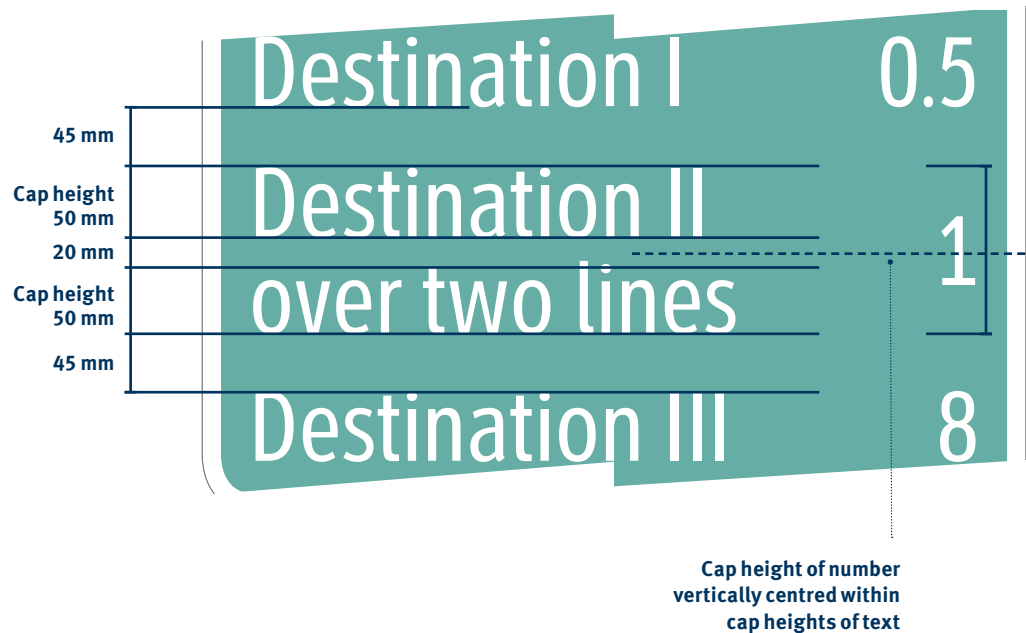 Destination I 0.5
45 mm
Cap height
50 mm
Destination II
20 mm
1
Cap height
50 mm
over two lines
45 mm
Destination III 8
Cap height of number
vertically centred within
cap heights of text